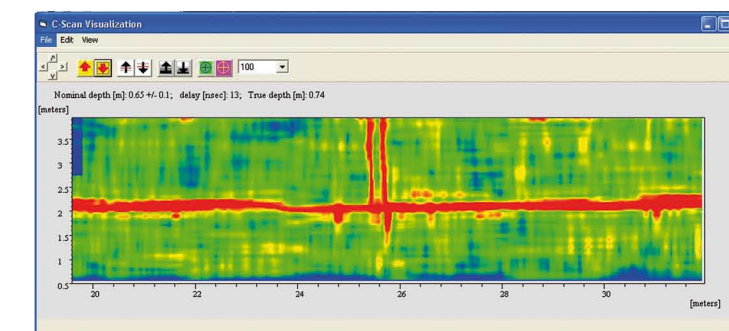 C-Scan Visualization
File Edit View
100
Nominal depth [m]: 0.65 +/- 0.1; delay [nsec]: 13; True depth [m]: 0.74
[meters]
3.5
3
2.5
2
1.5
1
0.5
20 22 24 26 28 30
[meters]